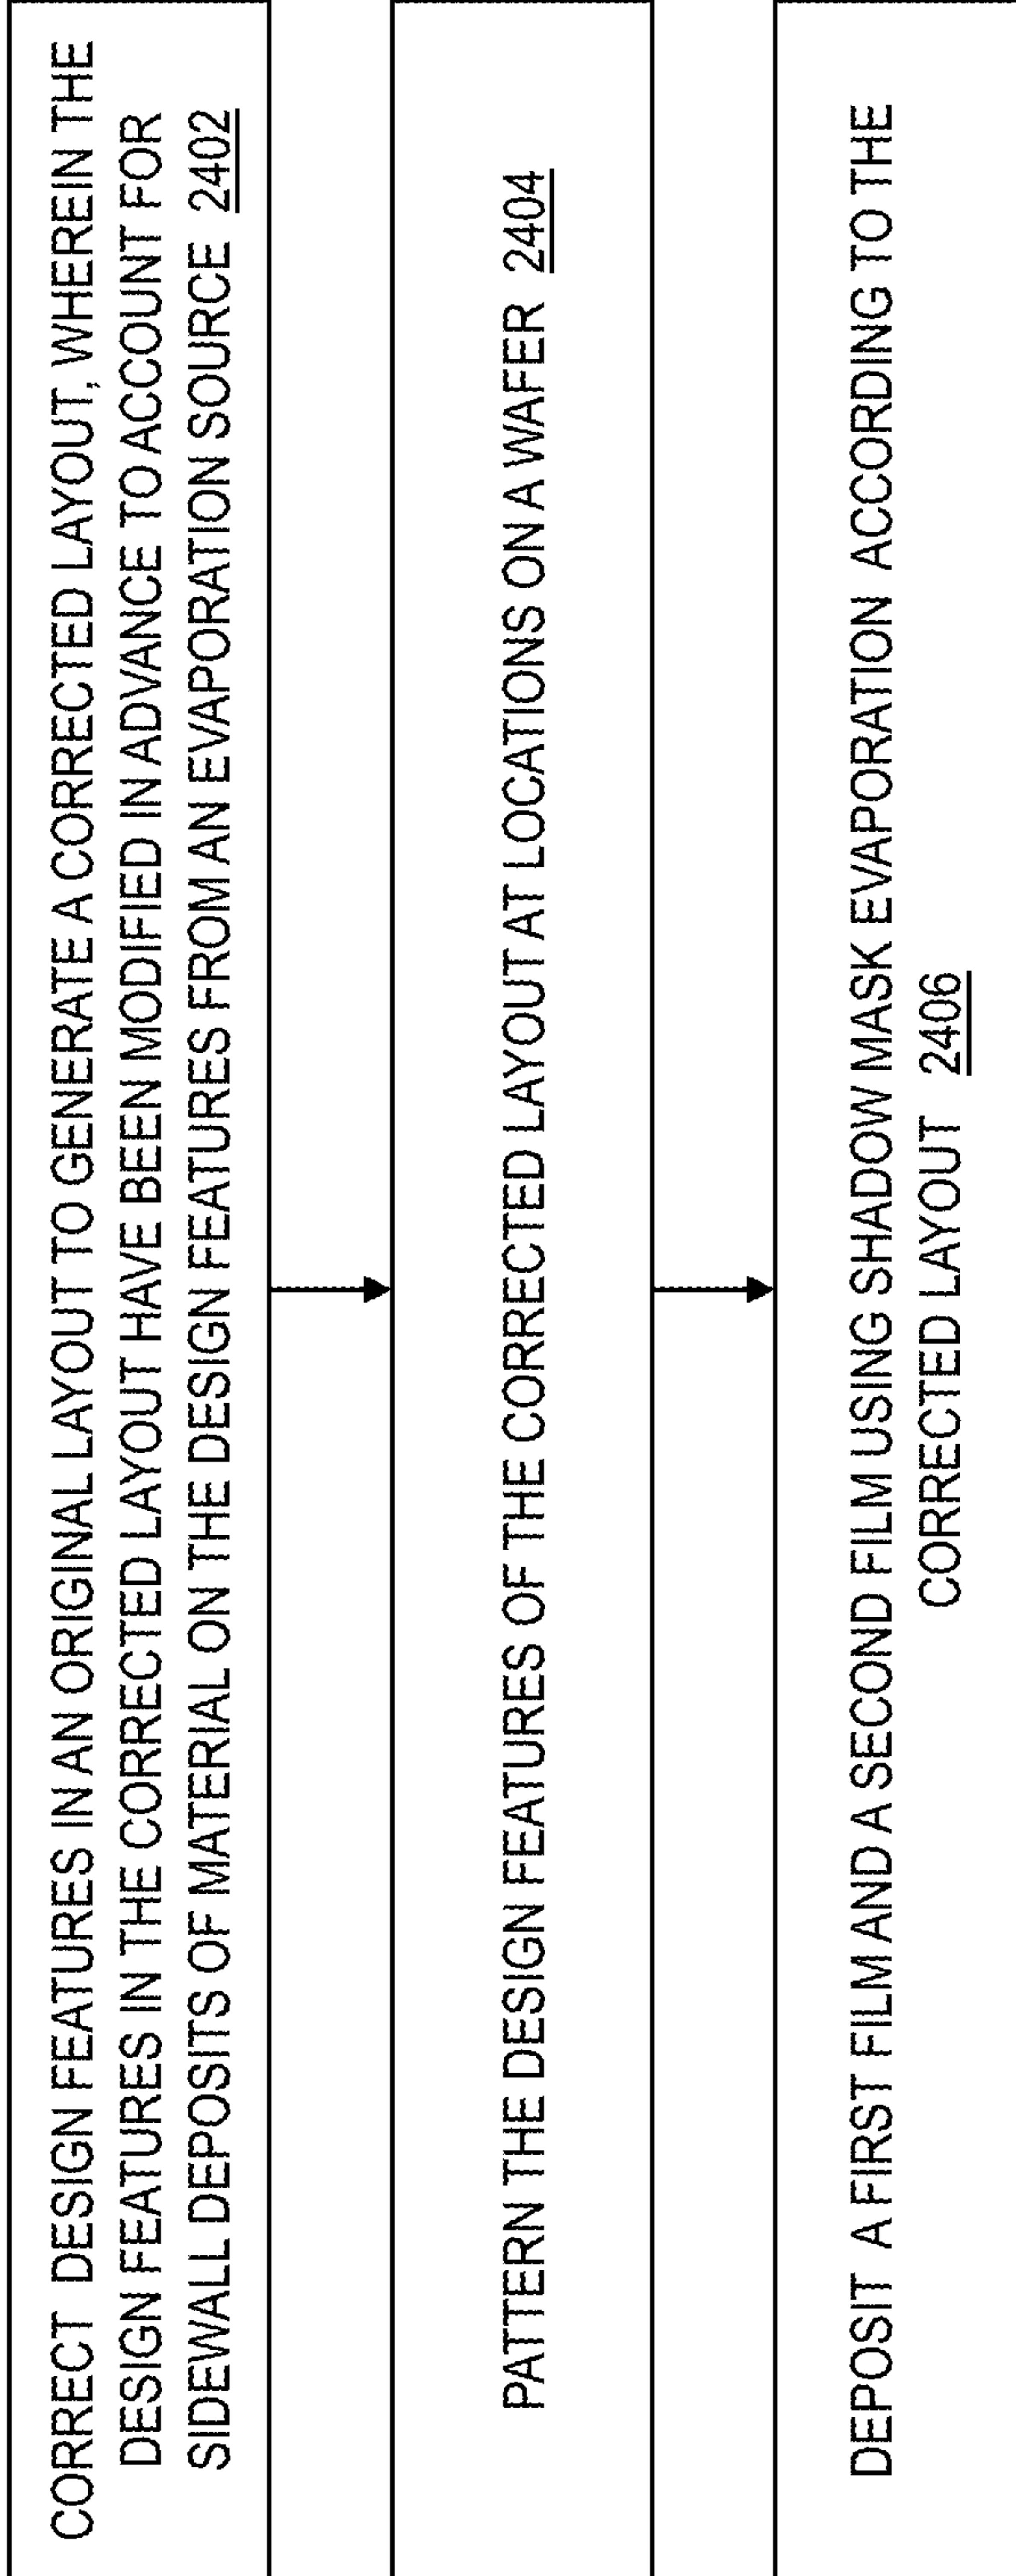 CORRECT DESIGN FEATURES IN AN ORIGINAL LAYOUT TO GENERATE A CORRECTED LAYOUT, WHEREIN THE
DESIGN FEATURES IN THE CORRECTED LAYOUT HAVE BEEN MODIFIED IN ADVANCE TO ACCOUNT FOR
SIDEWALL DEPOSITS OF MATERIAL ON THE DESIGN FEATURES FROM AN EVAPORATION SOURCE 2402
PATTERN THE DESIGN FEATURES OF THE CORRECTED LAYOUT AT LOCATIONS ON A WAFER 2404
DEPOSIT A FIRST FILM AND A SECOND FILM USING SHADOW MASK EVAPORATION ACCORDING TO THE
CORRECTED LAYOUT 2406